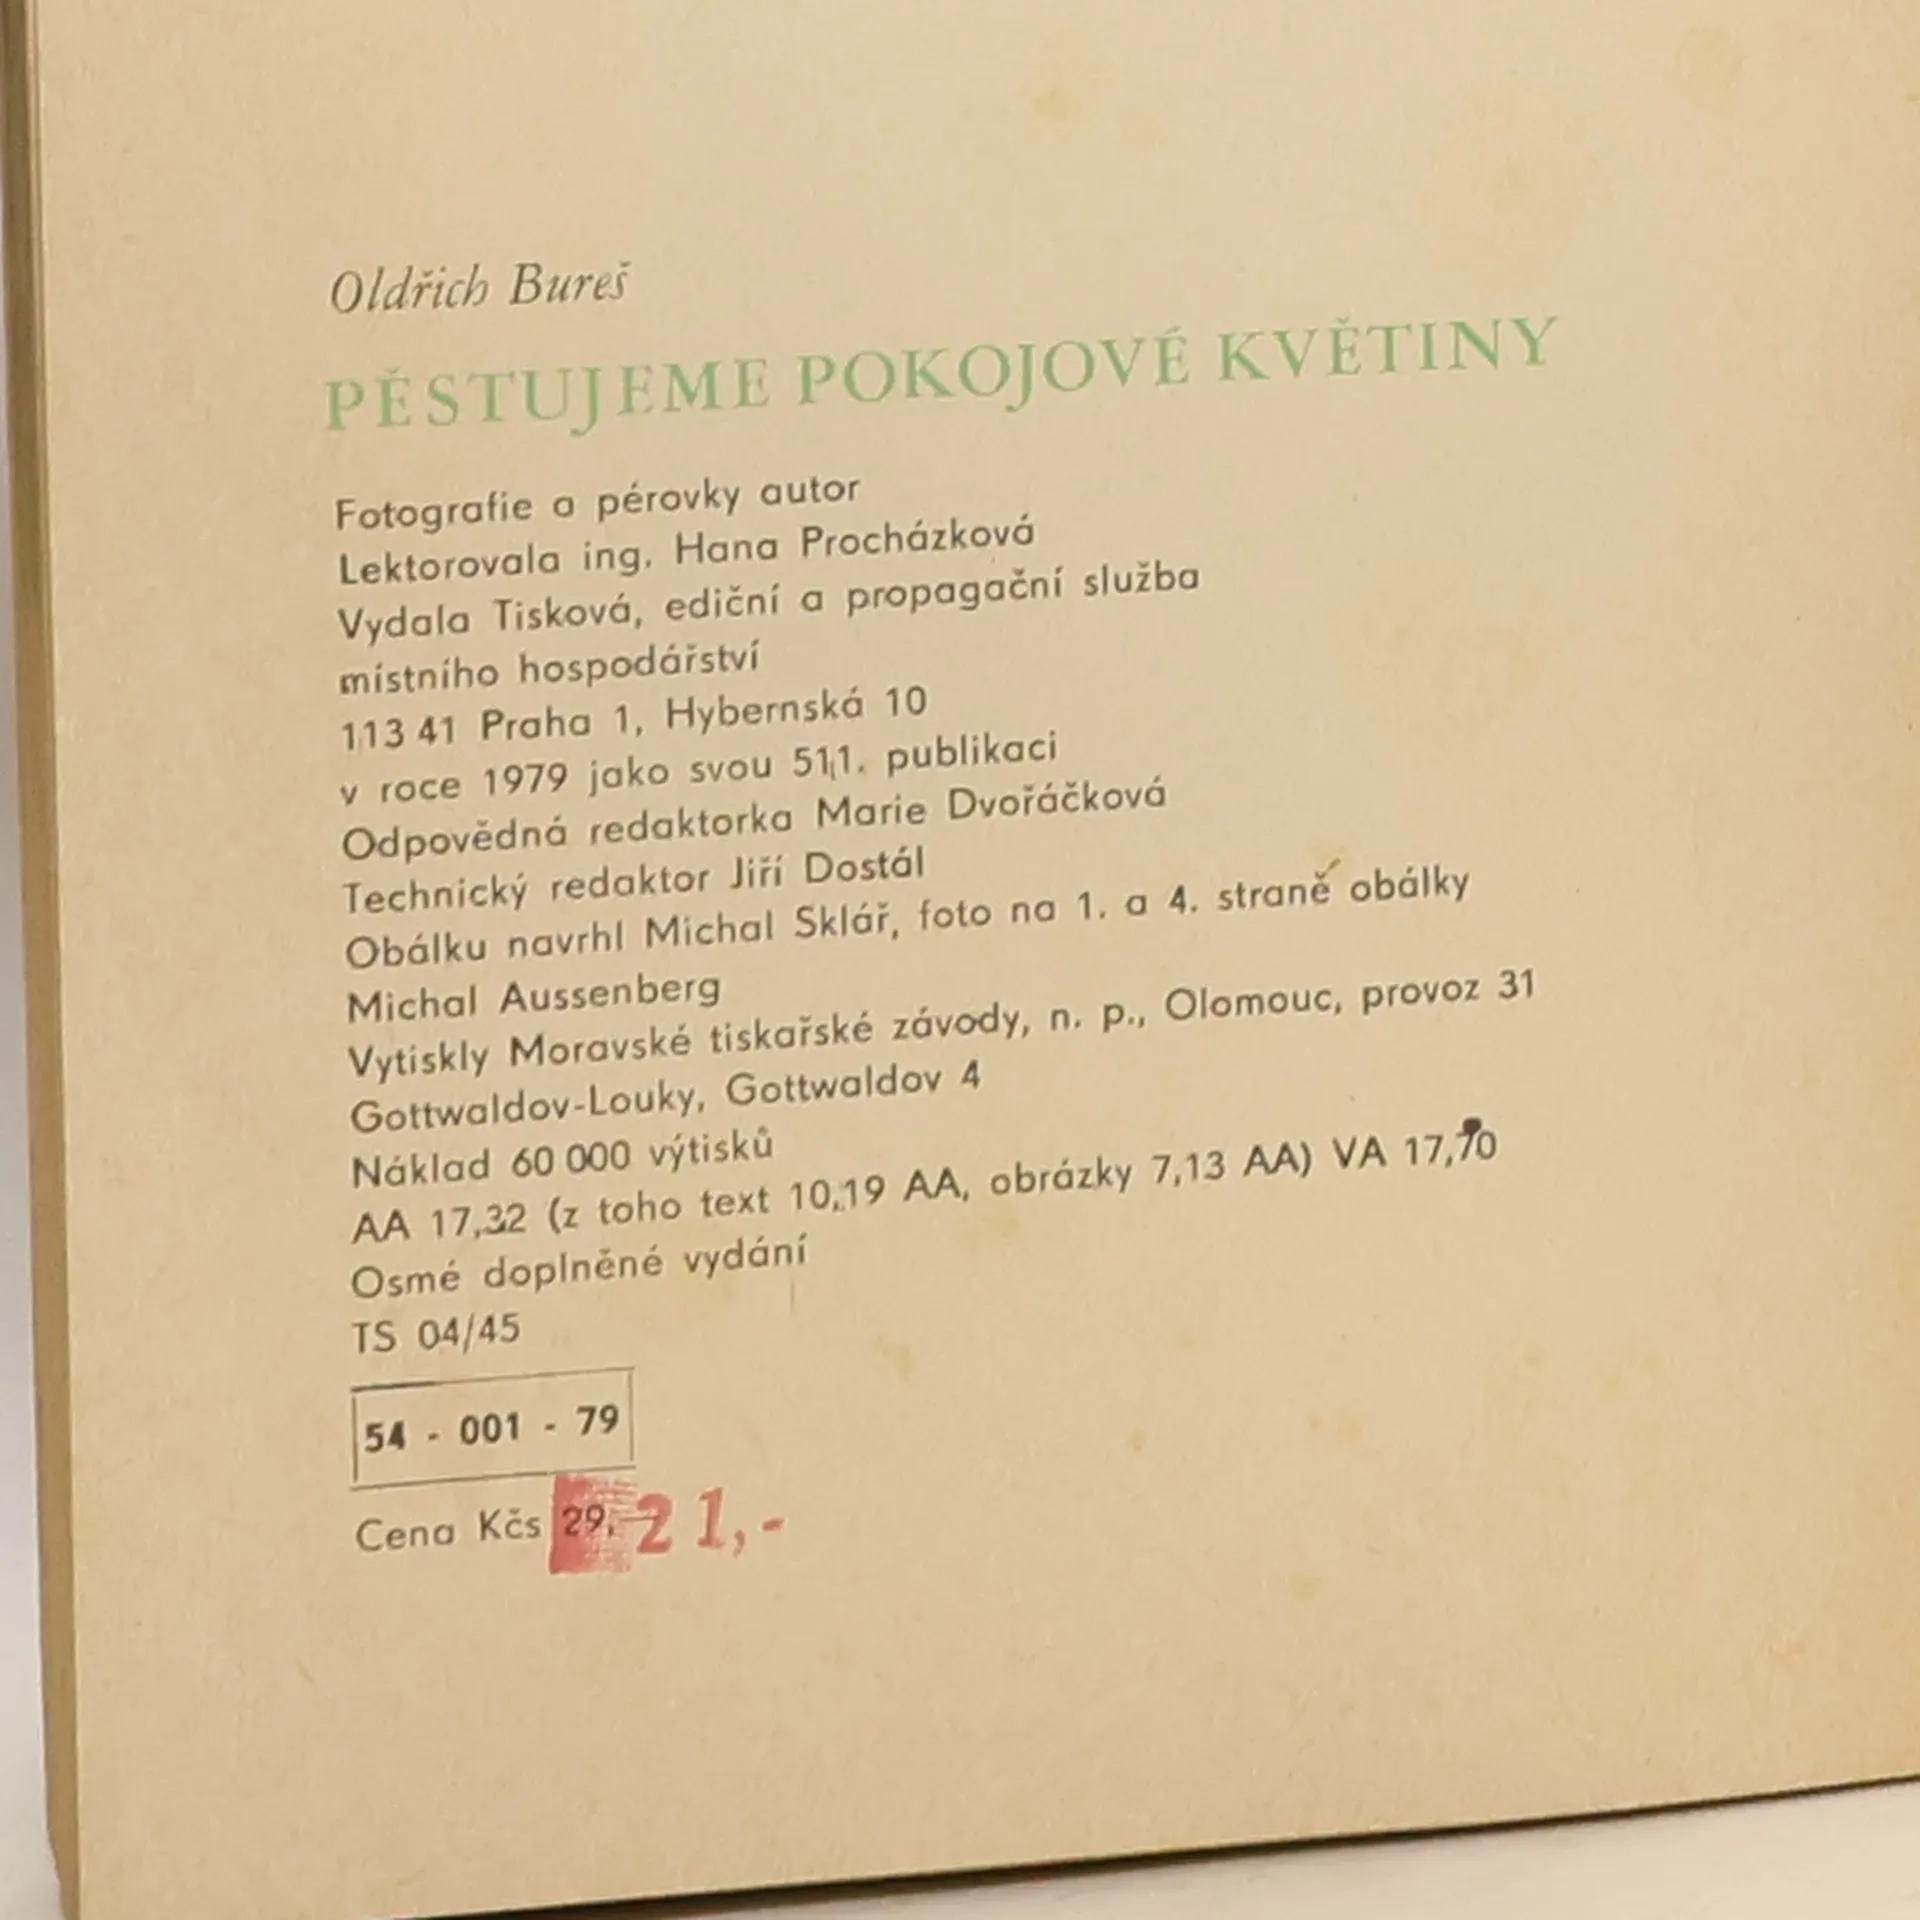 Oldřich Bureš
PĚSTUJEME POKOJOVÉ KVĚTINY
Fotografie a pérovky autor
Lektorovala ing. Hana Procházková
Vydala Tisková, ediční a propagační služba
místního hospodářství
113 41 Praha 1, Hybernská 10
v roce 1979 jako svou 511. publikaci
Odpovědná redaktorka Marie Dvořáčková
Technický redaktor Jiří Dostál
Obálku navrhl Michal Sklář, foto na 1. a 4. straně obálky
Michal Aussenberg
Vytiskly Moravské tiskařské závody, n. p., Olomouc, provoz 31
Gottwaldov-Louky, Gottwaldov 4
Náklad 60 000 výtisků
AA 17,32 (z toho text 10,19 AA, obrázky 7,13 AA) VA 17,70
Osmé doplněné vydání
TS 04/45
54 - 001 - 79
Cena Kčs 29,— 21,-